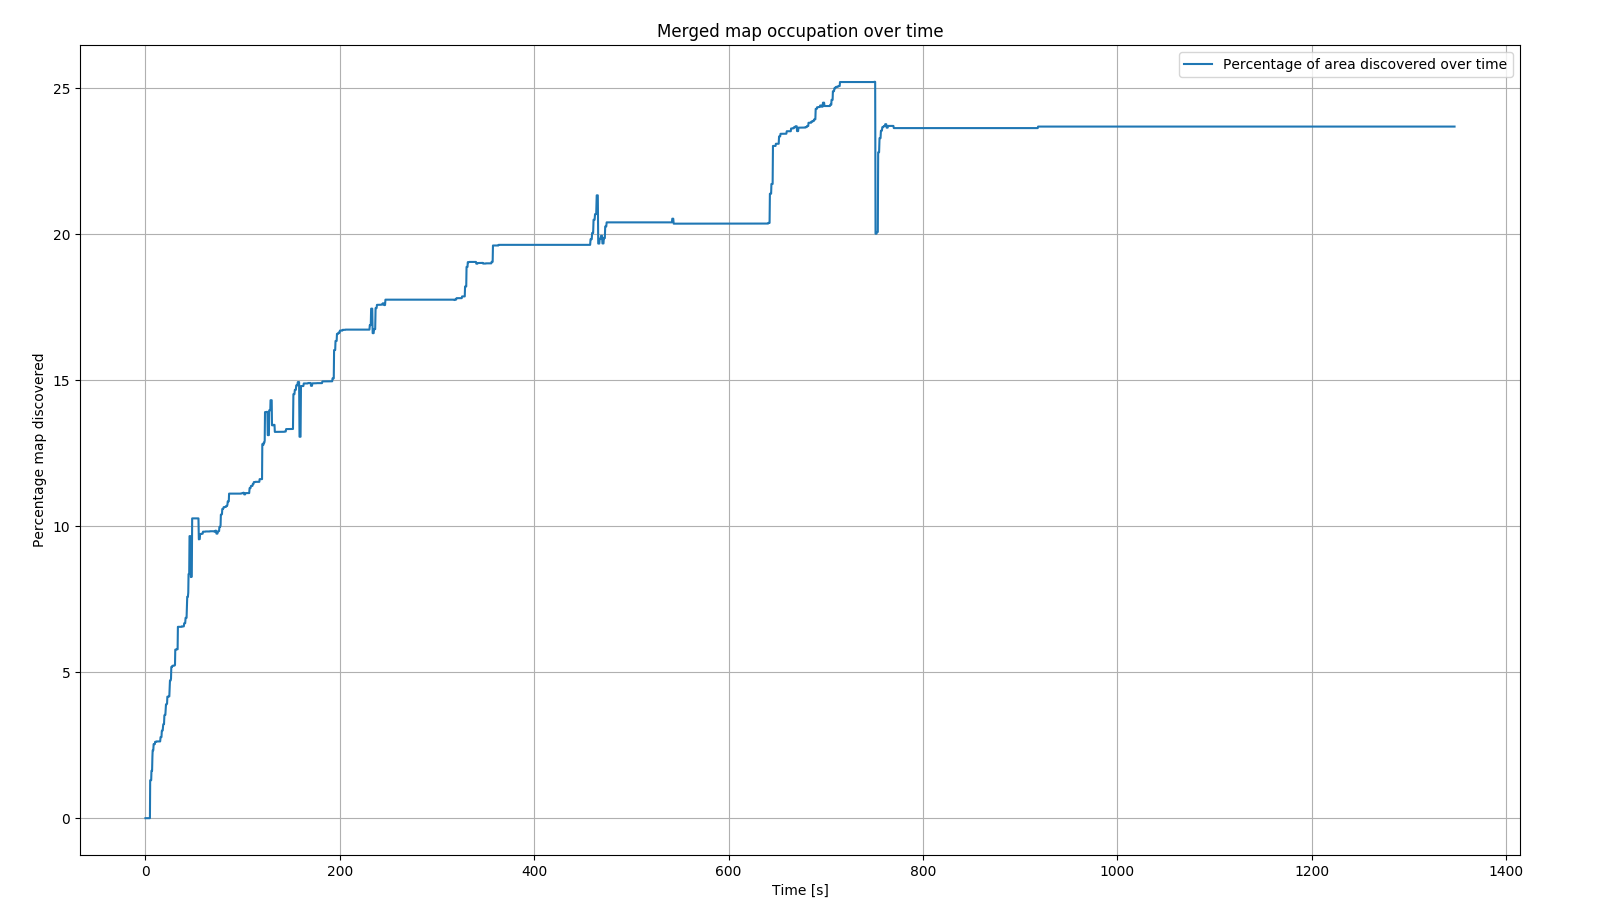 Merged map occupation over time
Percentage of area discovered over time
Percentage map discovered
25
20
15
10
5
0
0 200 400 600 800 1000 1200 1400
Time [s]